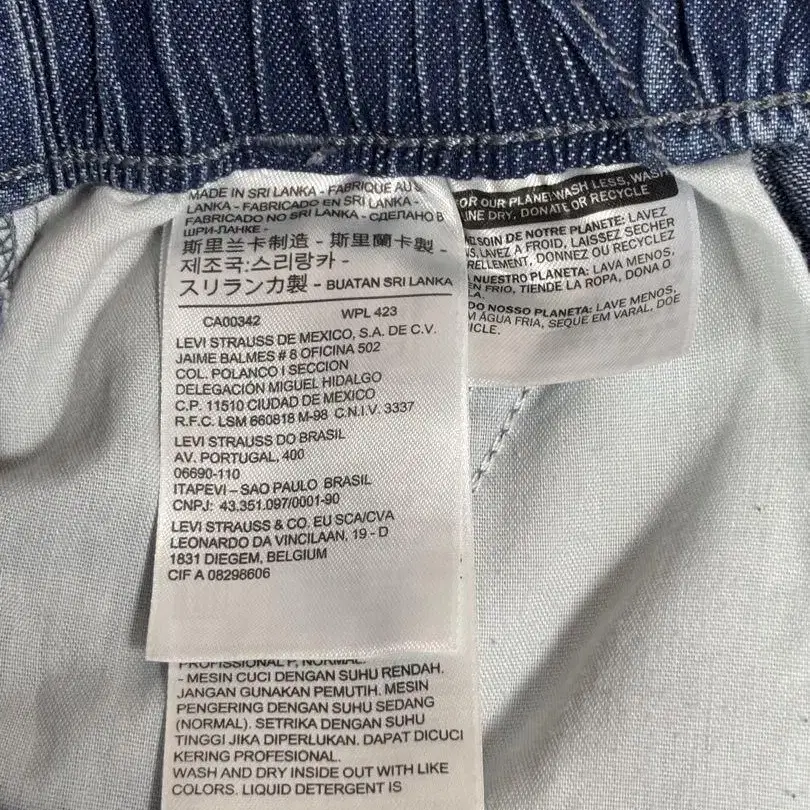 MADE IN SRI LANKA - FABRIQUE AU S
LANKA - FABRICADO EN SRI LANKA -
FABRICADO NO SRI LANKA - СДЕЛАНО В
ШРИ-ЛАНКЕ -
斯里兰卡制造 - 斯里蘭卡製 -
제조국:스리랑카 -
スリランカ製 - BUATAN SRI LANKA
CA00342 WPL 423
LEVI STRAUSS DE MEXICO, S.A. DE C.V.
JAIME BALMES # 8 OFICINA 502
COL. POLANCO I SECCION
DELEGACIÓN MIGUEL HIDALGO
C.P. 11510 CIUDAD DE MEXICO
R.F.C. LSM 660818 M-98 C.N.I.V. 3337
LEVI STRAUSS DO BRASIL
AV. PORTUGAL, 400
06690-110
ITAPEVI – SAO PAULO BRASIL
CNPJ: 43.351.097/0001-90
LEVI STRAUSS & CO. EU SCA/CVA
LEONARDO DA VINCILAAN, 19 - D
1831 DIEGEM, BELGIUM
CIF A 08298606
OR OUR PLANET:WASH LESS, WASH
INE DRY, DONATE OR RECYCLE
SOIN DE NOTRE PLANETE: LAVEZ
LAVEZ A FROID, LAISSEZ SÉCHER
RELLEMENT, DONNEZ OU RECYCLEZ
NUESTRO PLANETA: LAVA MENOS,
EN FRIO, TIENDE LA ROPA, DONA O
LA.
DO NOSSO PLANETA: LAVE MENOS,
M ÁGUA FRIA, SEQUE EM VARAL, DOE
ICLE.
PROFISSIONAL P, NORMAL.
- MESIN CUCI DENGAN SUHU RENDAH.
JANGAN GUNAKAN PEMUTIH. MESIN
PENGERING DENGAN SUHU SEDANG
(NORMAL). SETRIKA DENGAN SUHU
TINGGI JIKA DIPERLUKAN. DAPAT DICUCI
KERING PROFESIONAL.
WASH AND DRY INSIDE OUT WITH LIKE
COLORS. LIQUID DETERGENT IS